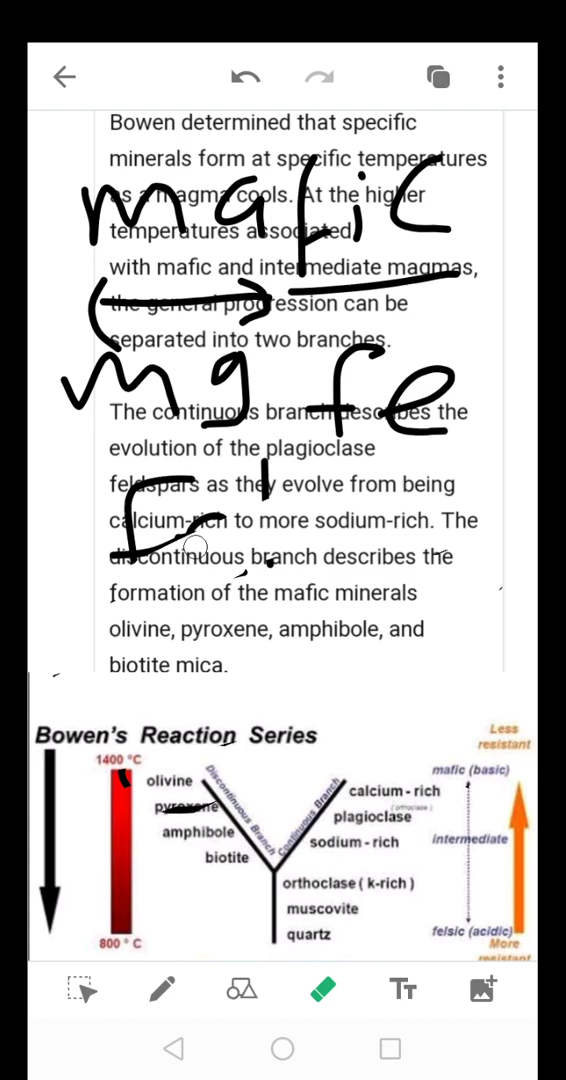 Bowen determined that specific
minerals form at specific temperatures
as a magma cools. At the higher
mafic
temperatures associated
with mafic and intermediate magmas,
the general progression can be
separated into two branches.
mg fe
The continuous branch describes the
evolution of the plagioclase
feldspars as they evolve from being
calcium-rich to more sodium-rich. The
discontinuous branch describes the
formation of the mafic minerals
olivine, pyroxene, amphibole, and
biotite mica.
Bowen's Reaction Series
Less
resistant
1400 °C
olivine
pyroxene
amphibole
biotite
Discontinuous Branch
Continuous Branch
calcium - rich
(orthoclase)
plagioclase
sodium - rich
orthoclase ( k-rich )
muscovite
quartz
800 ° C
mafic (basic)
intermediate
felsic (acidic)
More
resistant
Tт